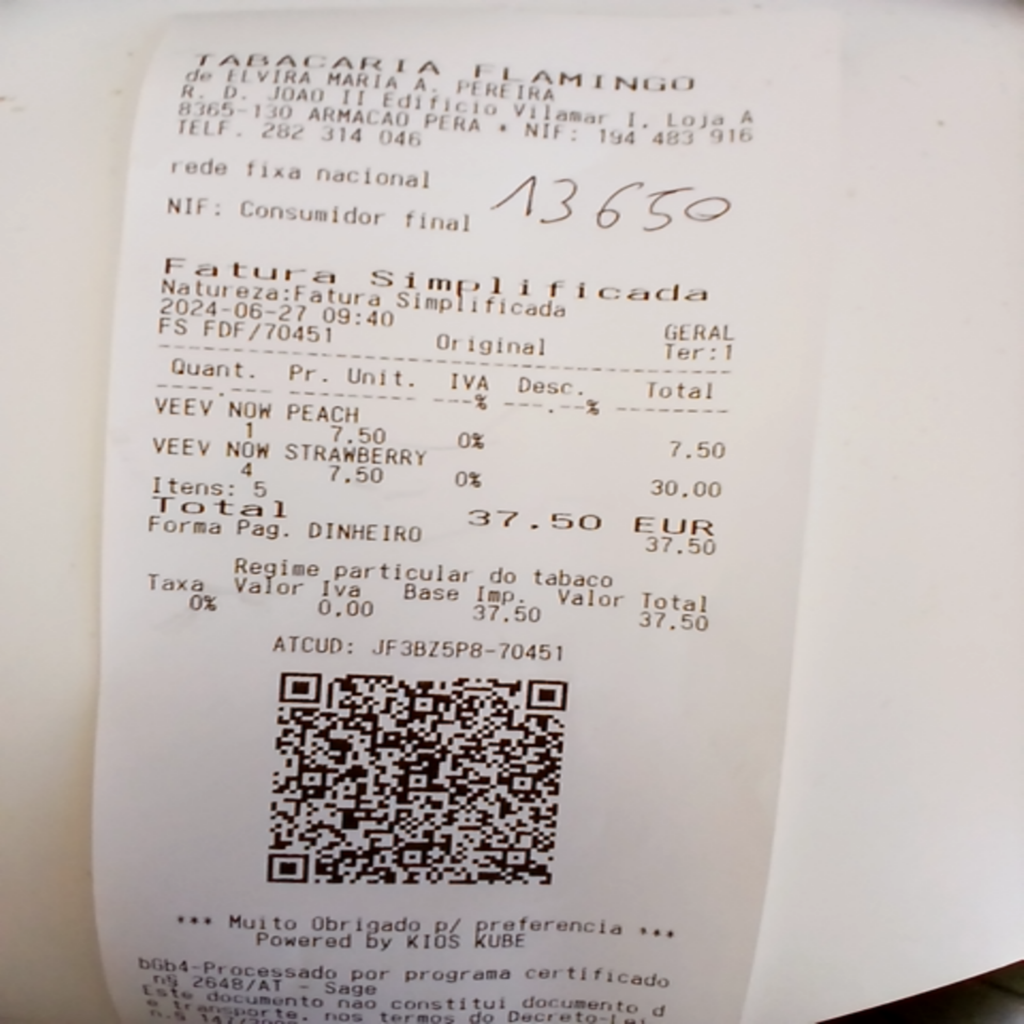 TABACARIA FLAMINGO
de ELVIRA MARIA A. PEREIRA
R. D. JOAO II Edificio Vilamar I. Loja A
8365-130 ARMACAO PERA * NIF: 194 483 916
TELF. 282 314 046
rede fixa nacional
13650
NIF: Consumidor final
Fatura Simplificada
Natureza:Fatura Simplificada
2024-06-27 09:40 GERAL
FS FDF/70451 Original Ter:1
Quant. Pr. Unit. IVA Desc. Total
----.--- --------- ---% ---.--% --------
VEEV NOW PEACH
1 7.50 0% 7.50
VEEV NOW STRAWBERRY
4 7.50 0% 30.00
Itens: 5
Total 37.50 EUR
Forma Pag. DINHEIRO 37.50
Regime particular do tabaco
Taxa Valor Iva Base Imp. Valor Total
0% 0.00 37.50 37.50
ATCUD: JF3BZ5P8-70451
*** Muito Obrigado p/ preferencia ***
Powered by KIOS KUBE
bGb4-Processado por programa certificado
n§ 2648/AT - Sage
Este documento nao constitui documento d
e transporte, nos termos do Decreto-Lei